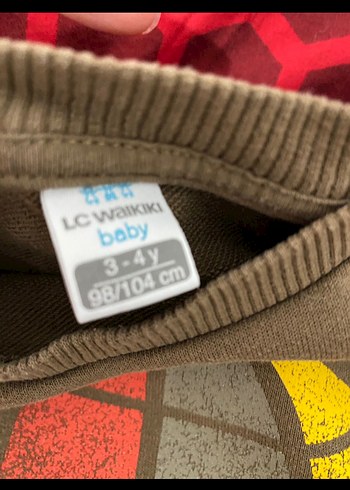 LC WAIKIKI
baby
3 - 4 y
98/104 cm